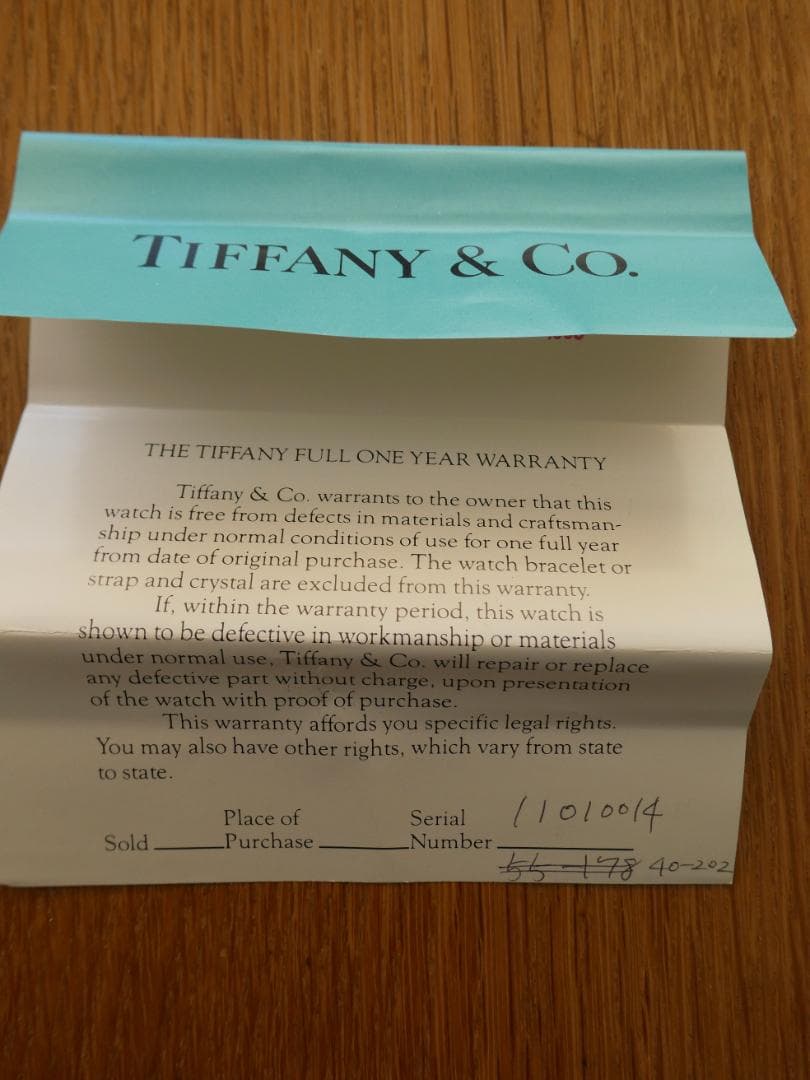 TIFFANY & CO.
THE TIFFANY FULL ONE YEAR WARRANTY
Tiffany & Co. warrants to the owner that this
watch is free from defects in materials and craftsman-
ship under normal conditions of use for one full year
from date of original purchase. The watch bracelet or
strap and crystal are excluded from this warranty.
If, within the warranty period, this watch is
shown to be defective in workmanship or materials
under normal use, Tiffany & Co. will repair or replace
any defective part without charge, upon presentation
of the watch with proof of purchase.
This warranty affords you specific legal rights.
You may also have other rights, which vary from state
to state.
Sold Place of Purchase Serial Number 11010014
55-178 40-202